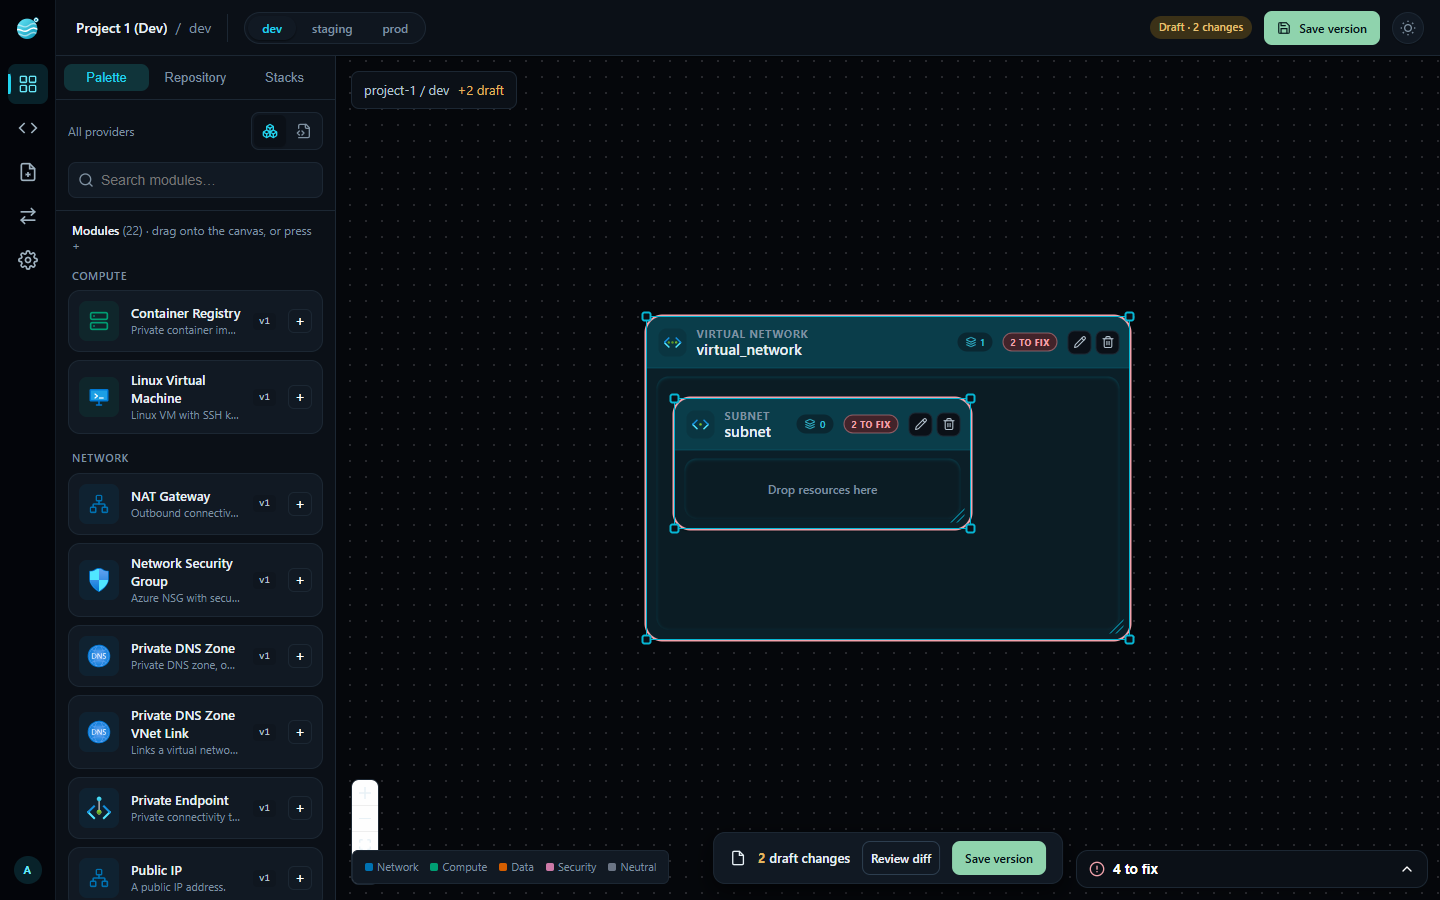 Project 1 (Dev) / dev
dev staging prod
Draft · 2 changes
Save version
Palette Repository Stacks
All providers
Search modules...
Modules (22) · drag onto the canvas, or press
+
COMPUTE
Container Registry
Private container im...
v1 +
Linux Virtual
Machine
Linux VM with SSH k...
v1 +
NETWORK
NAT Gateway
Outbound connectiv...
v1 +
Network Security
Group
Azure NSG with secu...
v1 +
Private DNS Zone
Private DNS zone, o...
DNS
v1 +
Private DNS Zone
VNet Link
Links a virtual netwo...
DNS
v1 +
Private Endpoint
Private connectivity t...
v1 +
Public IP
A public IP address.
v1 +
A
project-1 / dev +2 draft
VIRTUAL NETWORK
virtual_network
1
2 TO FIX
SUBNET
subnet
0
2 TO FIX
Drop resources here
Network Compute Data Security Neutral
2 draft changes
Review diff
Save version
4 to fix